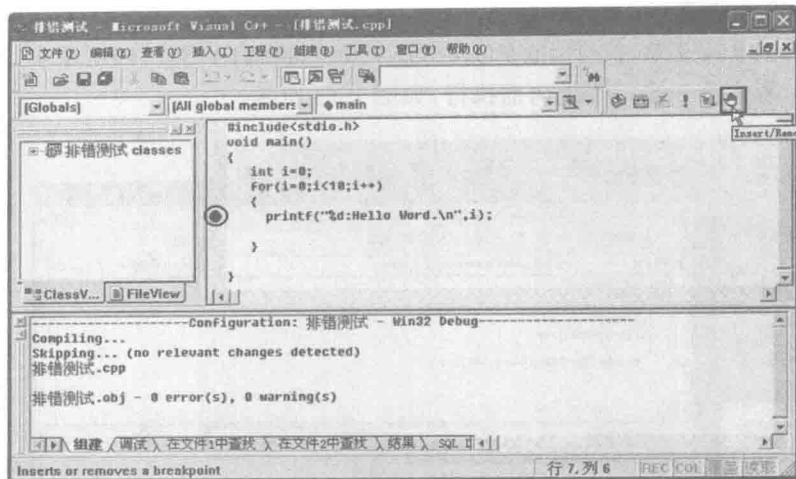 排错测试 - Microsoft Visual C++ - [排错测试.cpp]
文件(F) 编辑(E) 查看(V) 插入(I) 工程(P) 组建(B) 工具(T) 窗口(W) 帮助(H)
[Globals] [All global members main
Insert/Rem
排错测试 classes
ClassV... FileView
#include<stdio.h>
void main()
{
int i=0;
for(i=0;i<10;i++)
{
printf("%d:Hello Word.\n",i);
}
}
--------------------Configuration: 排错测试 - Win32 Debug--------------------
Compiling...
Skipping... (no relevant changes detected)
排错测试.cpp
排错测试.obj - 0 error(s), 0 warning(s)
组建 调试 在文件1中查找 在文件2中查找 结果 SQL D
Inserts or removes a breakpoint 行 7, 列 6 REC COL 覆盖 读取